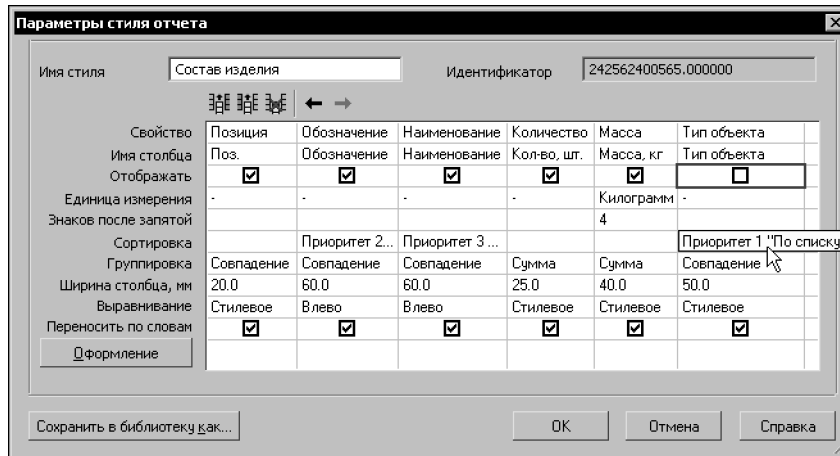 Параметры стиля отчета
Имя стиля Состав изделия Идентификатор 242562400565.000000
Свойство Позиция Обозначение Наименование Количество Масса Тип объекта
Имя столбца Поз. Обозначение Наименование Кол-во, шт. Масса, кг Тип объекта
Отображать
Единица измерения - - - - Килограмм -
Знаков после запятой 4
Сортировка Приоритет 2... Приоритет 3 ... Приоритет 1 "По списку
Группировка Совпадение Совпадение Совпадение Сумма Сумма Совпадение
Ширина столбца, мм 20.0 60.0 60.0 25.0 40.0 50.0
Выравнивание Стилевое Влево Влево Стилевое Стилевое Стилевое
Переносить по словам
Оформление
Сохранить в библиотеку как... OK Отмена Справка